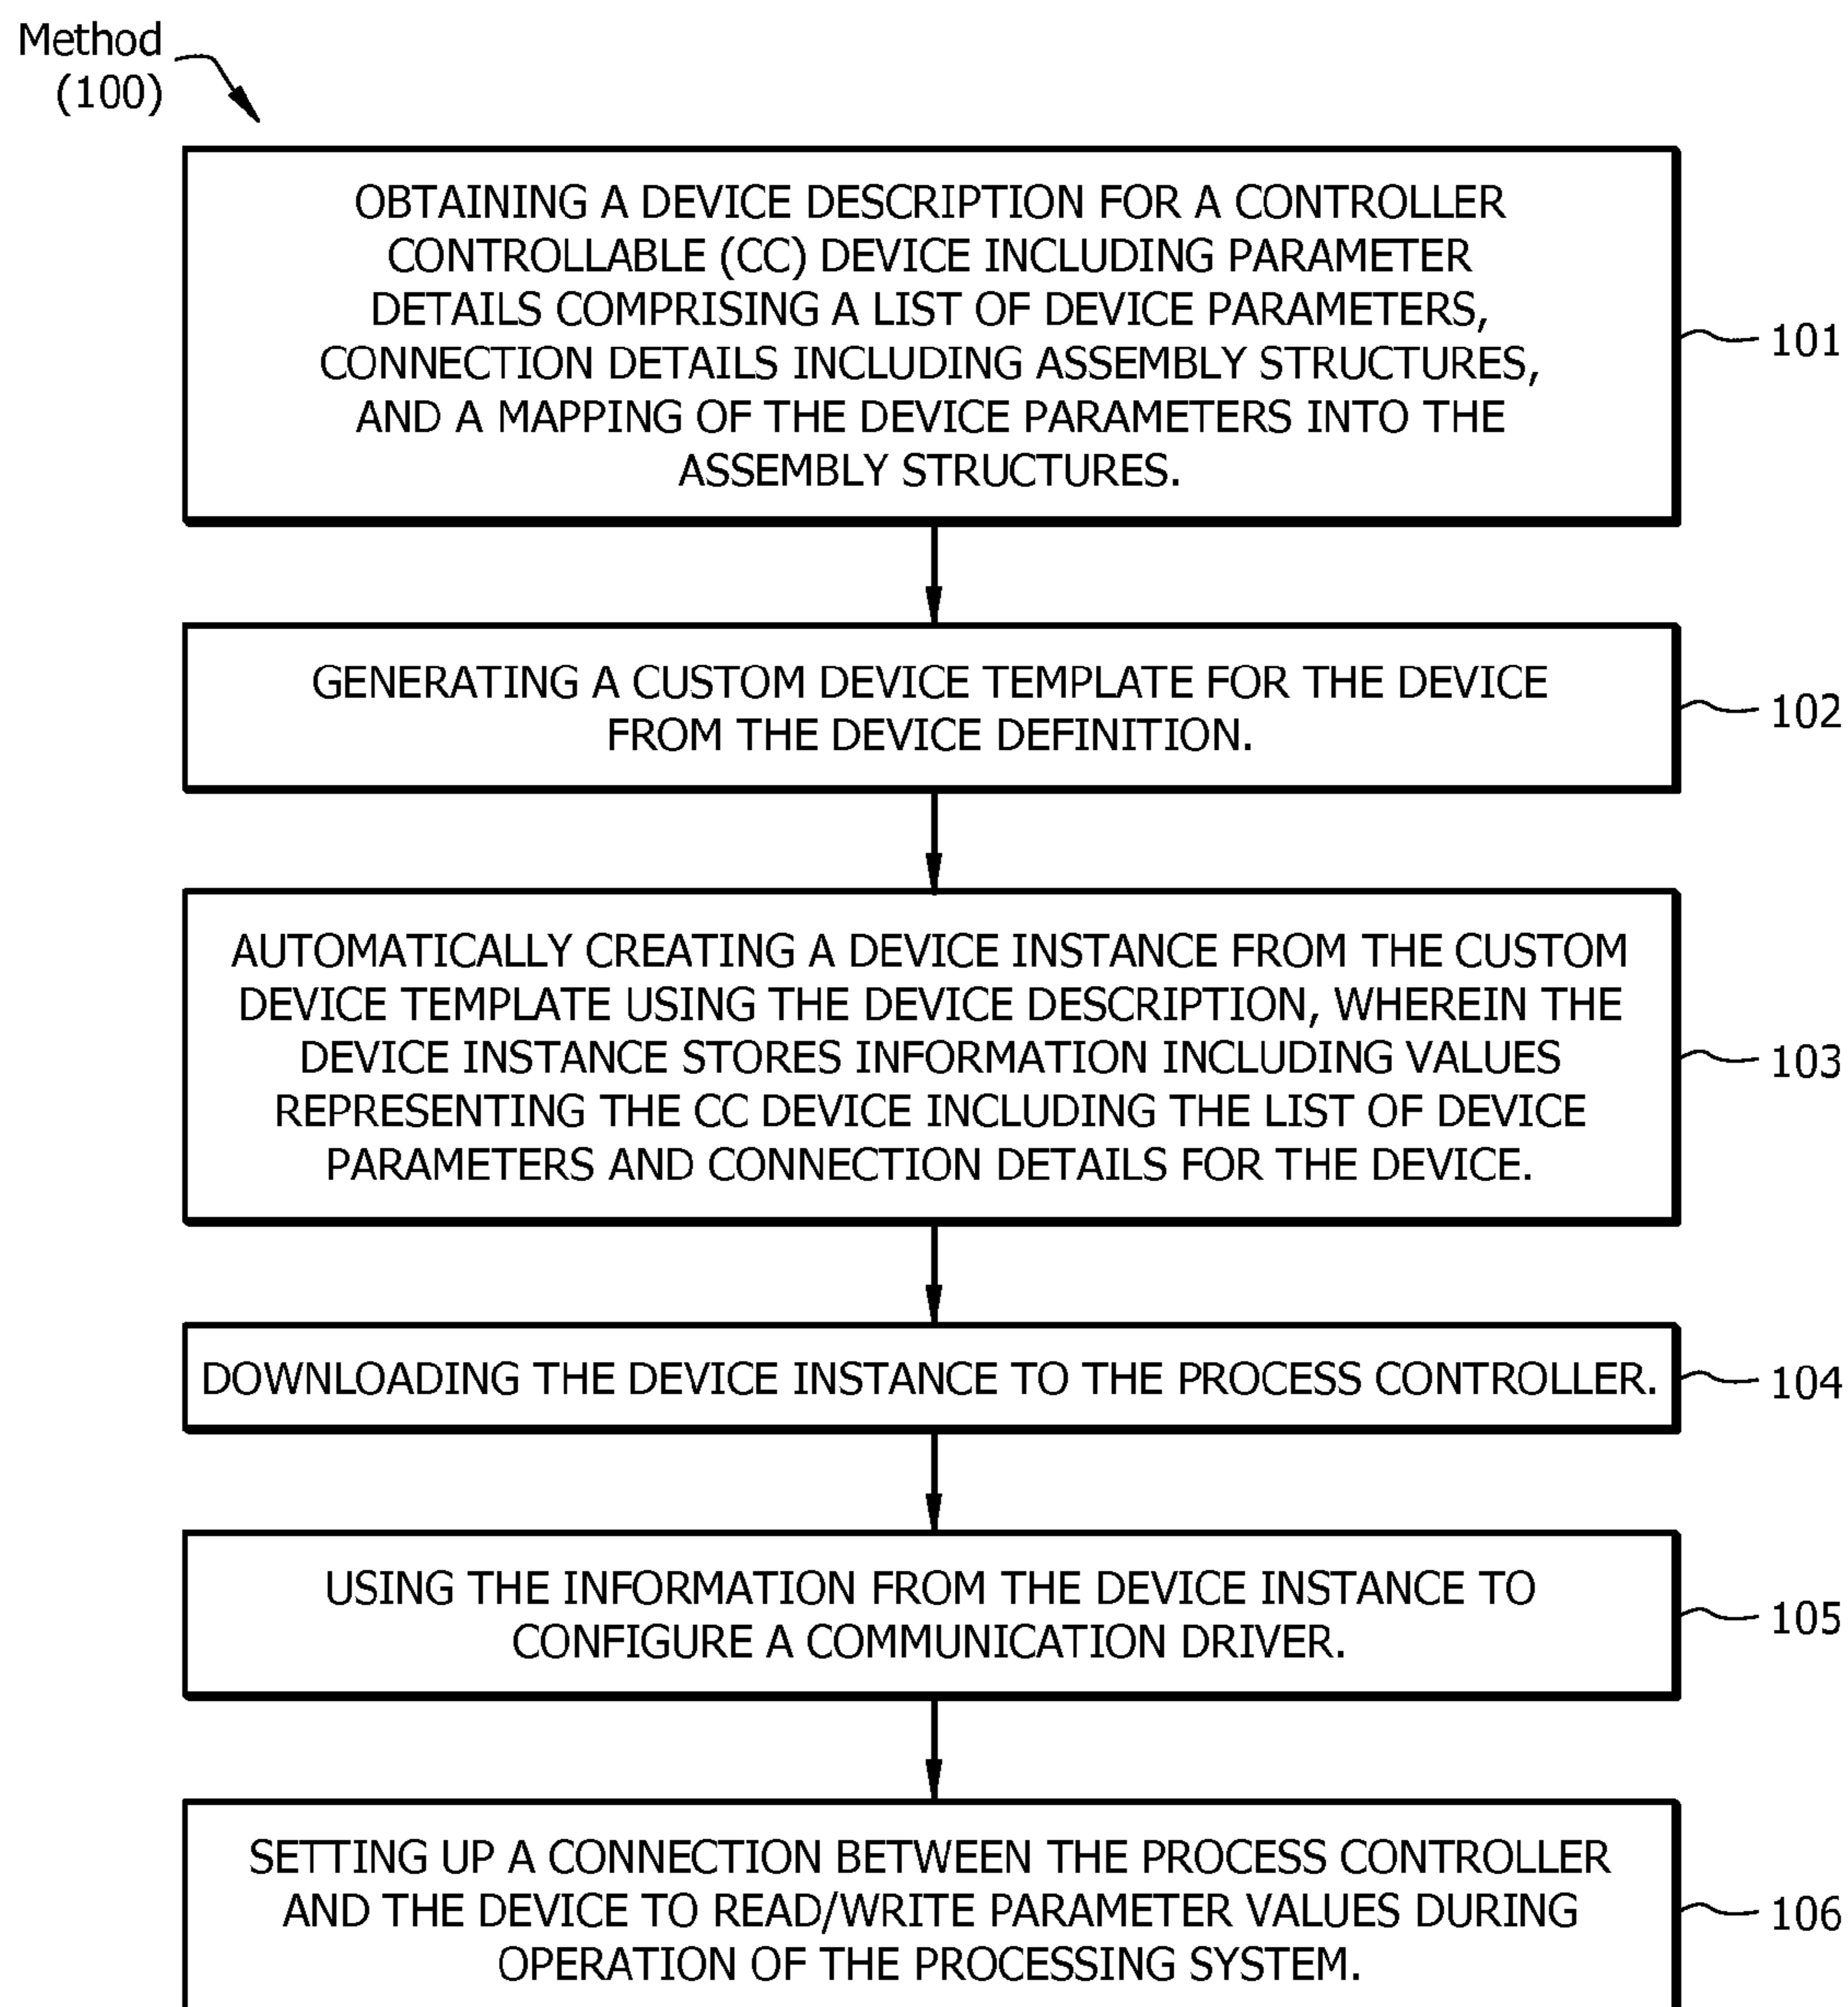 Method
(100)
OBTAINING A DEVICE DESCRIPTION FOR A CONTROLLER
CONTROLLABLE (CC) DEVICE INCLUDING PARAMETER
DETAILS COMPRISING A LIST OF DEVICE PARAMETERS,
CONNECTION DETAILS INCLUDING ASSEMBLY STRUCTURES,
AND A MAPPING OF THE DEVICE PARAMETERS INTO THE
ASSEMBLY STRUCTURES.
101
GENERATING A CUSTOM DEVICE TEMPLATE FOR THE DEVICE
FROM THE DEVICE DEFINITION.
102
AUTOMATICALLY CREATING A DEVICE INSTANCE FROM THE CUSTOM
DEVICE TEMPLATE USING THE DEVICE DESCRIPTION, WHEREIN THE
DEVICE INSTANCE STORES INFORMATION INCLUDING VALUES
REPRESENTING THE CC DEVICE INCLUDING THE LIST OF DEVICE
PARAMETERS AND CONNECTION DETAILS FOR THE DEVICE.
103
DOWNLOADING THE DEVICE INSTANCE TO THE PROCESS CONTROLLER.
104
USING THE INFORMATION FROM THE DEVICE INSTANCE TO
CONFIGURE A COMMUNICATION DRIVER.
105
SETTING UP A CONNECTION BETWEEN THE PROCESS CONTROLLER
AND THE DEVICE TO READ/WRITE PARAMETER VALUES DURING
OPERATION OF THE PROCESSING SYSTEM.
106